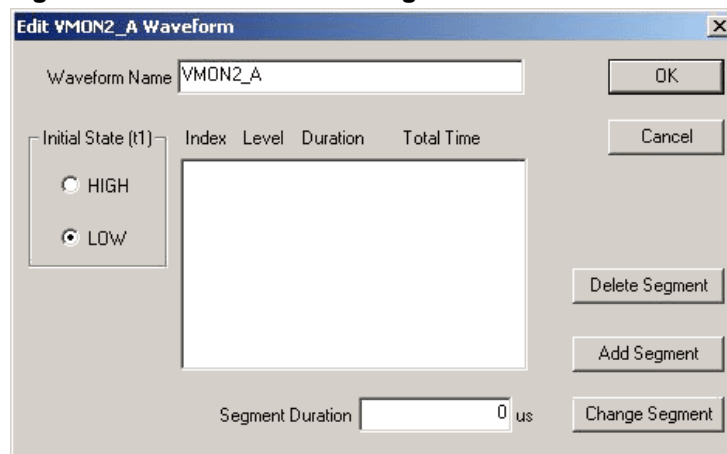 Edit VMON2_A Waveform
Waveform Name VMON2_A
OK
Initial State (t1)
Index Level Duration Total Time
Cancel
HIGH
LOW
Delete Segment
Add Segment
Segment Duration 0 us
Change Segment